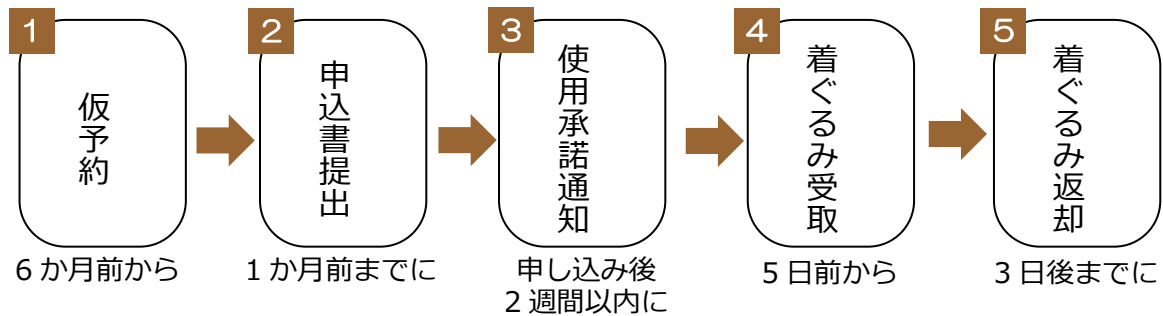 １
仮予約
６か月前から
２
申込書提出
１か月前までに
３
使用承諾通知
申し込み後
２週間以内に
４
着ぐるみ受取
５日前から
５
着ぐるみ返却
３日後までに